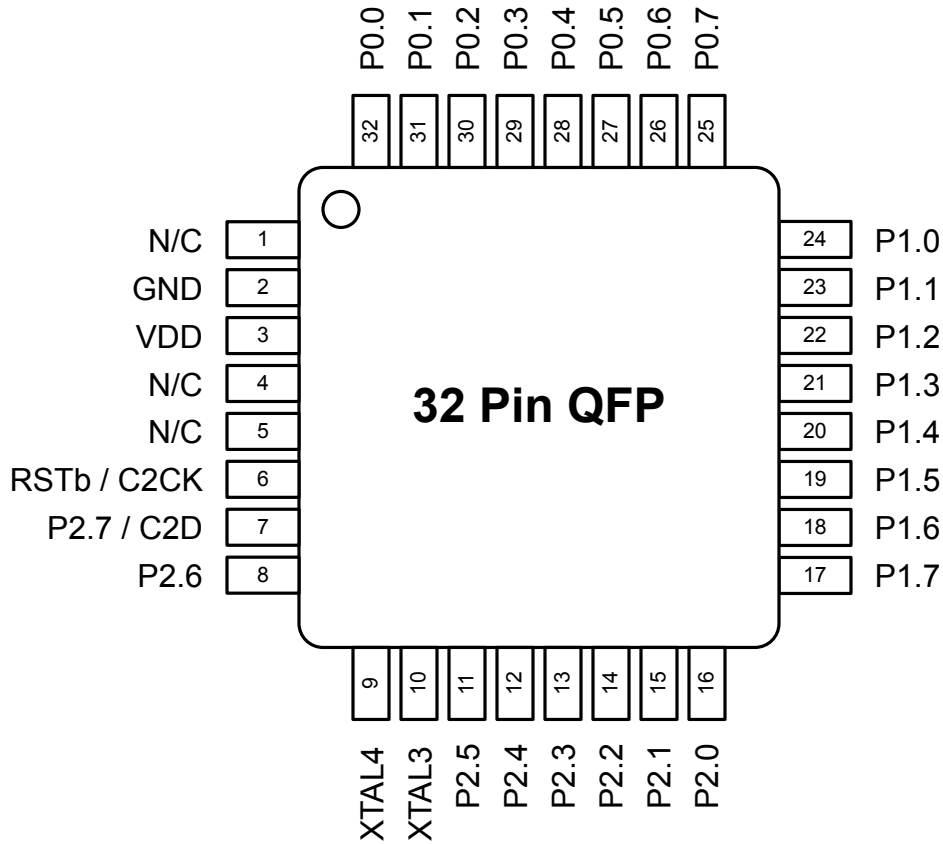 P0.0 P0.1 P0.2 P0.3 P0.4 P0.5 P0.6 P0.7
32 31 30 29 28 27 26 25
N/C 1 24 P1.0
GND 2 23 P1.1
VDD 3 22 P1.2
N/C 4 21 P1.3
32 Pin QFP
N/C 5 20 P1.4
RSTb / C2CK 6 19 P1.5
P2.7 / C2D 7 18 P1.6
P2.6 8 17 P1.7
9 10 11 12 13 14 15 16
XTAL4 XTAL3 P2.5 P2.4 P2.3 P2.2 P2.1 P2.0